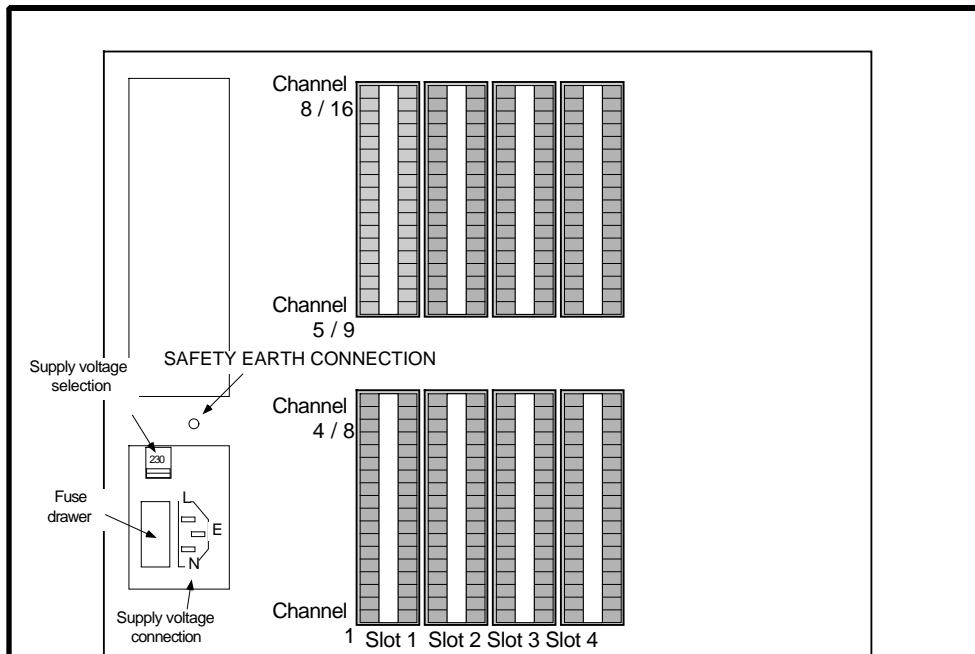 Channel
8 / 16
Channel
5 / 9
SAFETY EARTH CONNECTION
Supply voltage
selection
Channel
4 / 8
230
Fuse
drawer
L
E
N
Supply voltage
connection
Channel
1
Slot 1 Slot 2 Slot 3 Slot 4